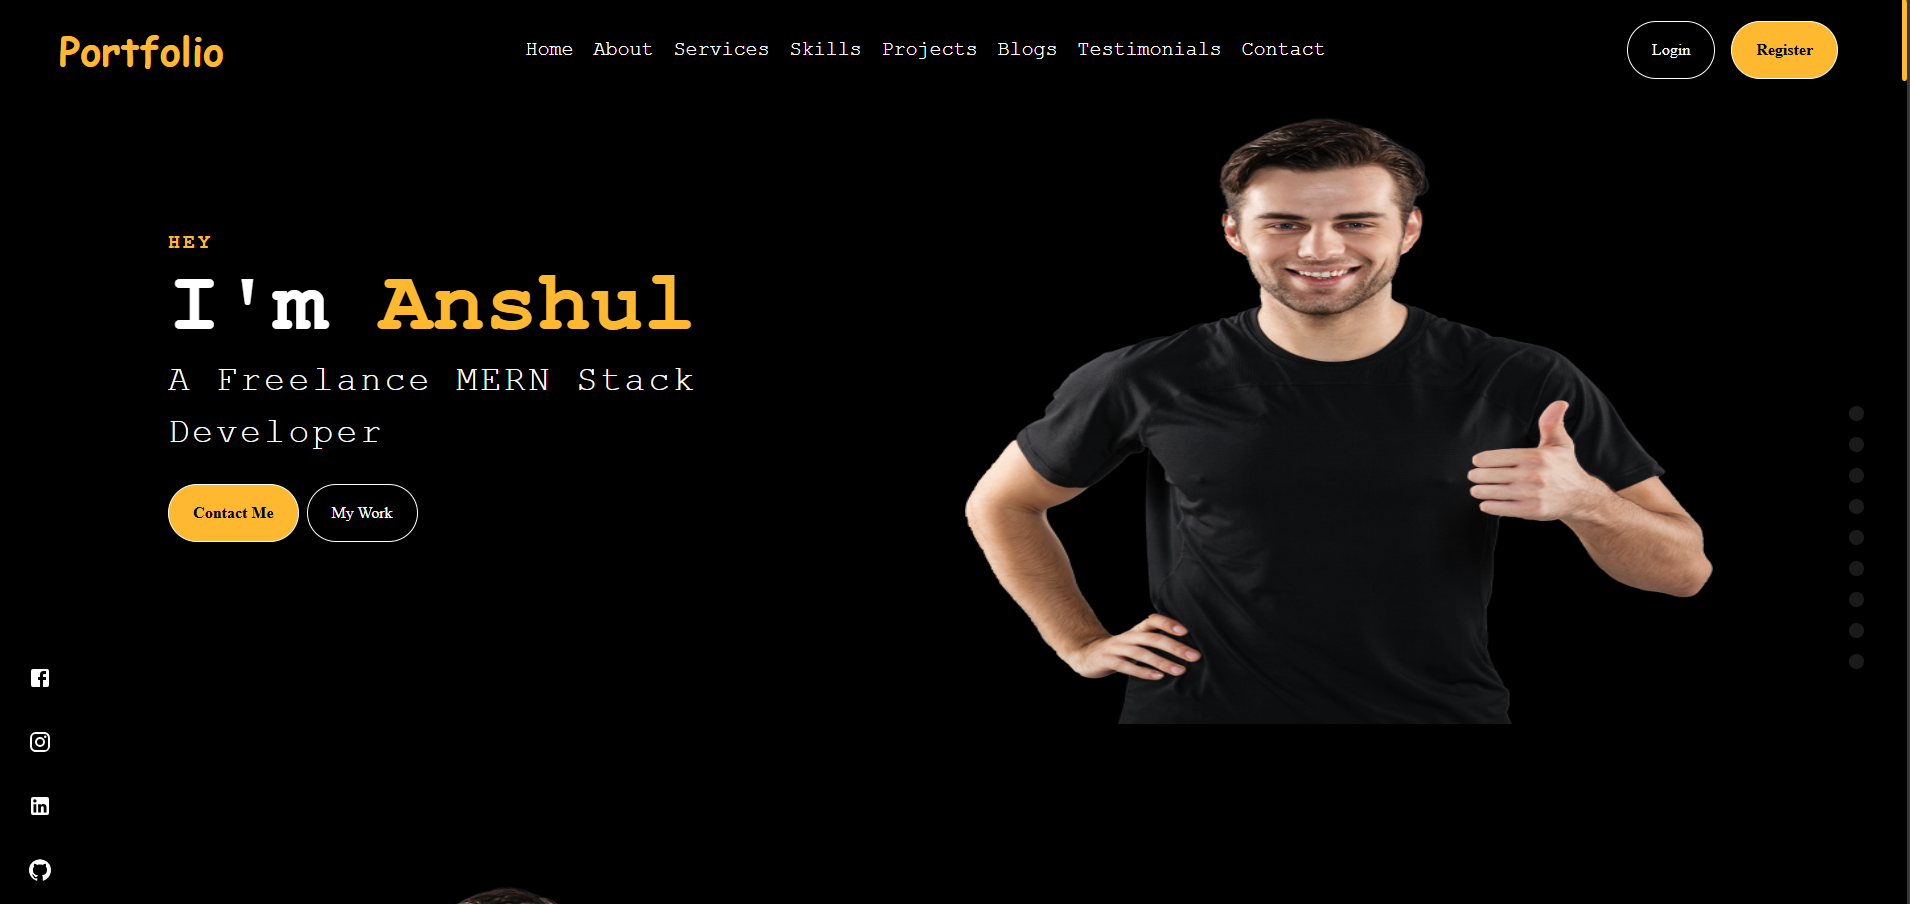 Portfolio
Home About Services Skills Projects Blogs Testimonials Contact
Login Register
HEY
I'm Anshul
A Freelance MERN Stack
Developer
Contact Me My Work